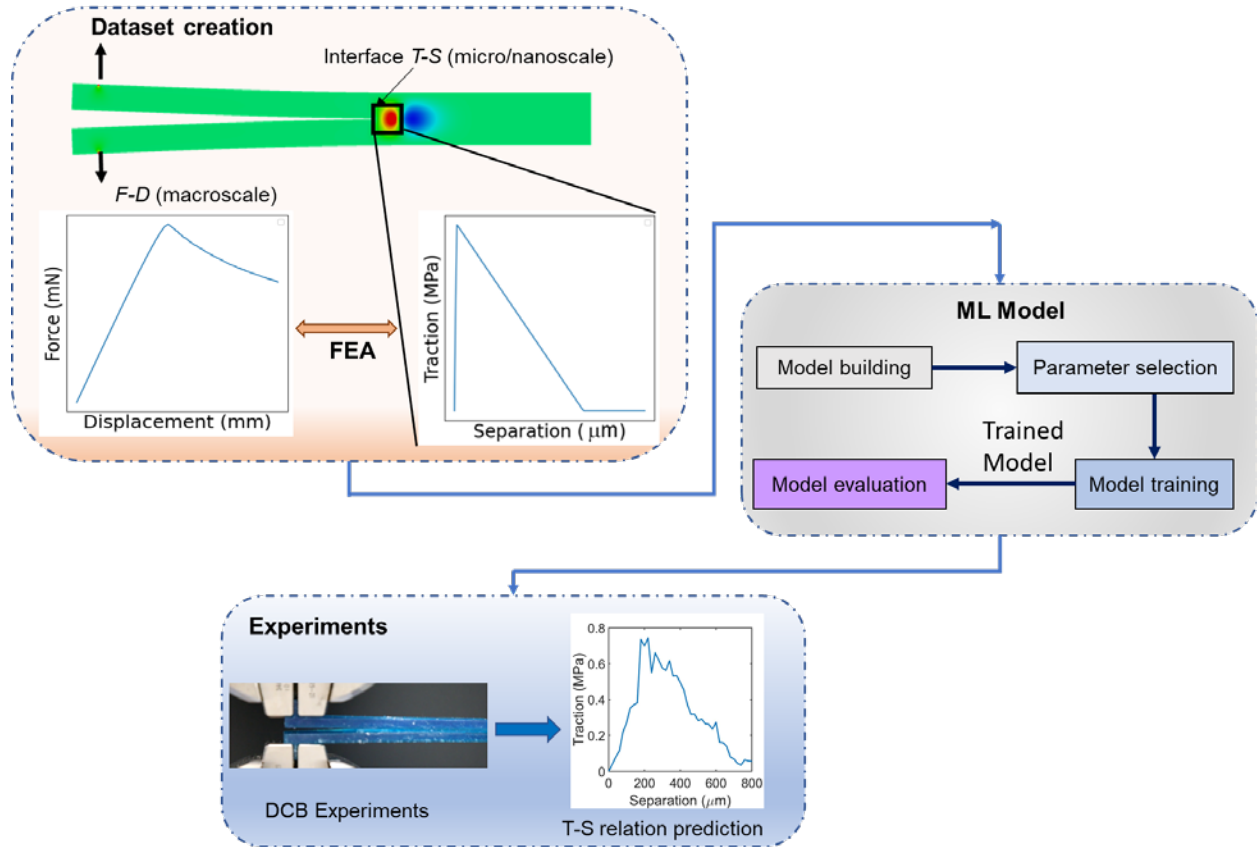 Dataset creation
Interface T-S (micro/nanoscale)
F-D (macroscale)
Force (mN)
Displacement (mm)
FEA
Traction (MPa)
Separation (μm)
ML Model
Model building
Parameter selection
Trained
Model
Model evaluation
Model training
Experiments
DCB Experiments
Traction (MPa)
0.8
0.6
0.4
0.2
0
0 200 400 600 800
Separation (μm)
T-S relation prediction